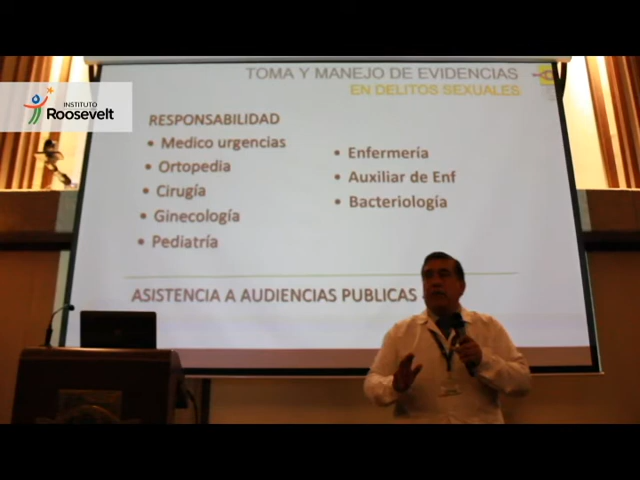 TOMA Y MANEJO DE EVIDENCIAS
EN DELITOS SEXUALES
INSTITUTO
Roosevelt
RESPONSABILIDAD
• Medico urgencias
• Ortopedia
• Cirugía
• Ginecología
• Pediatría
• Enfermería
• Auxiliar de Enf
• Bacteriología
ASISTENCIA A AUDIENCIAS PUBLICAS